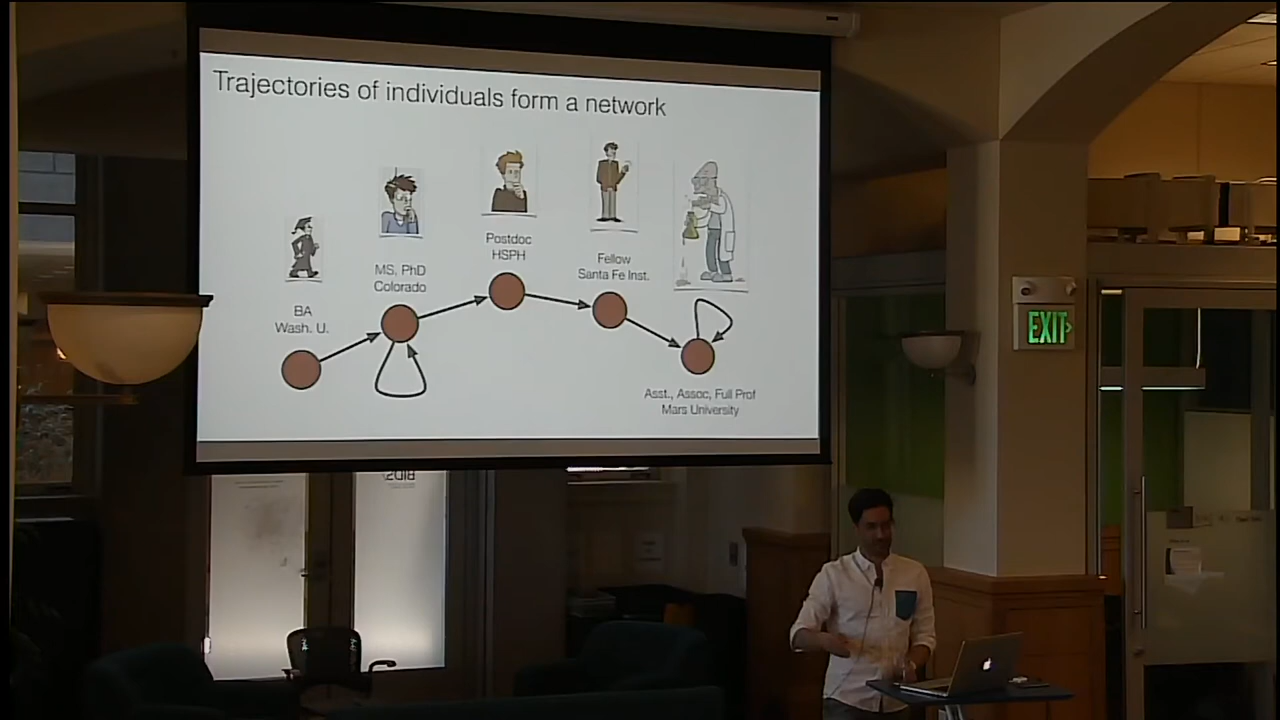 Trajectories of individuals form a network
BA
Wash. U.
MS, PhD
Colorado
Postdoc
HSPH
Fellow
Santa Fe Inst.
Asst., Assoc, Full Prof
Mars University
EXIT